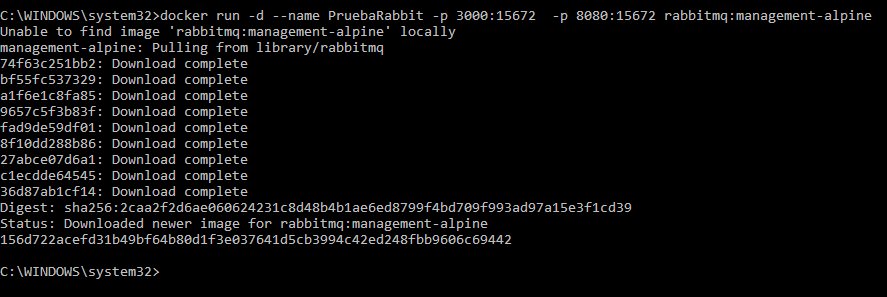 C:\WINDOWS\system32>docker run -d --name PruebaRabbit -p 3000:15672  -p 8080:15672 rabbitmq:management-alpine
Unable to find image 'rabbitmq:management-alpine' locally
management-alpine: Pulling from library/rabbitmq
74f63c251bb2: Download complete
bf55fc537329: Download complete
a1f6e1c8fa85: Download complete
9657c5f3b83f: Download complete
fad9de59df01: Download complete
8f10dd288b86: Download complete
27abce07d6a1: Download complete
c1ecdde64545: Download complete
36d87ab1cf14: Download complete
Digest: sha256:2caa2f2d6ae060624231c8d48b4b1ae6ed8799f4bd709f993ad97a15e3f1cd39
Status: Downloaded newer image for rabbitmq:management-alpine
156d722acefd31b49bf64b80d1f3e037641d5cb3994c42ed248fbb9606c69442
C:\WINDOWS\system32>